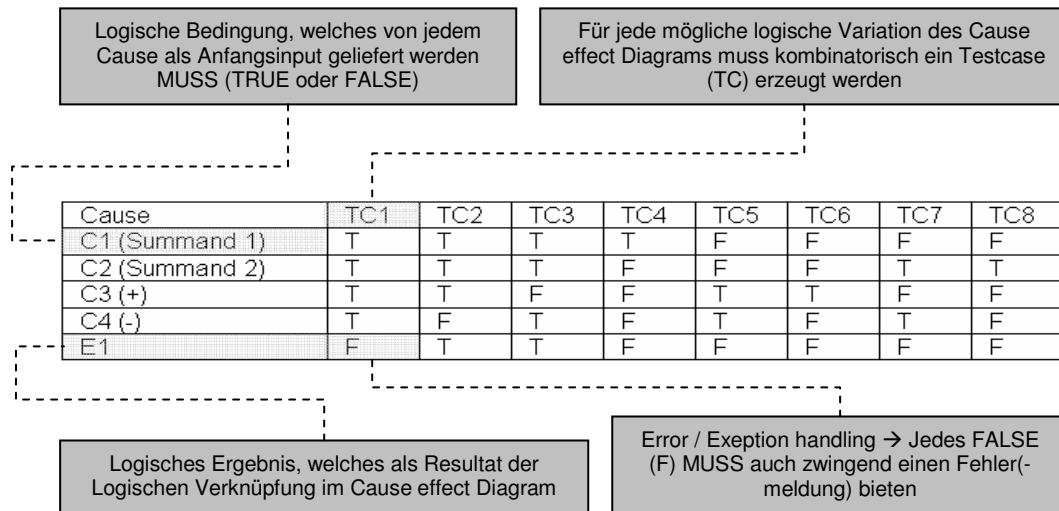 Logische Bedingung, welches von jedem
Cause als Anfangsinput geliefert werden
MUSS (TRUE oder FALSE)
Für jede mögliche logische Variation des Cause
effect Diagrams muss kombinatorisch ein Testcase
(TC) erzeugt werden
Cause TC1 TC2 TC3 TC4 TC5 TC6 TC7 TC8
C1 (Summand 1) T T T T F F F F
C2 (Summand 2) T T T F F F T T
C3 (+) T T F F T T F F
C4 (-) T F T F T F T F
E1 F T T F F F F F
Logisches Ergebnis, welches als Resultat der
Logischen Verknüpfung im Cause effect Diagram
Error / Exeption handling → Jedes FALSE
(F) MUSS auch zwingend einen Fehler(-
meldung) bieten